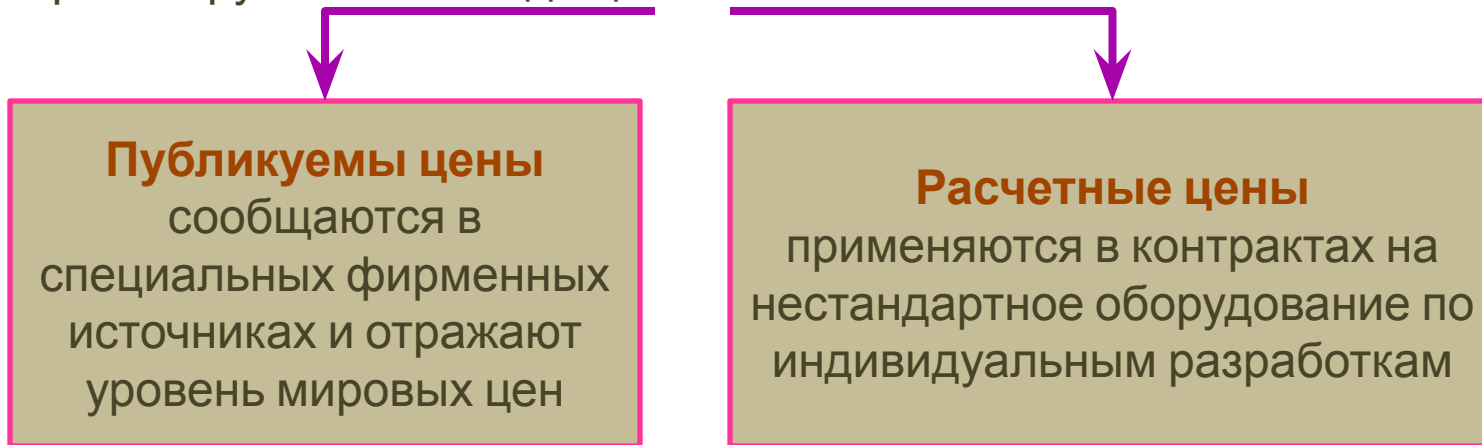 Публикуемы цены
сообщаются в
специальных фирменных
источниках и отражают
уровень мировых цен
Расчетные цены
применяются в контрактах на
нестандартное оборудование по
индивидуальным разработкам